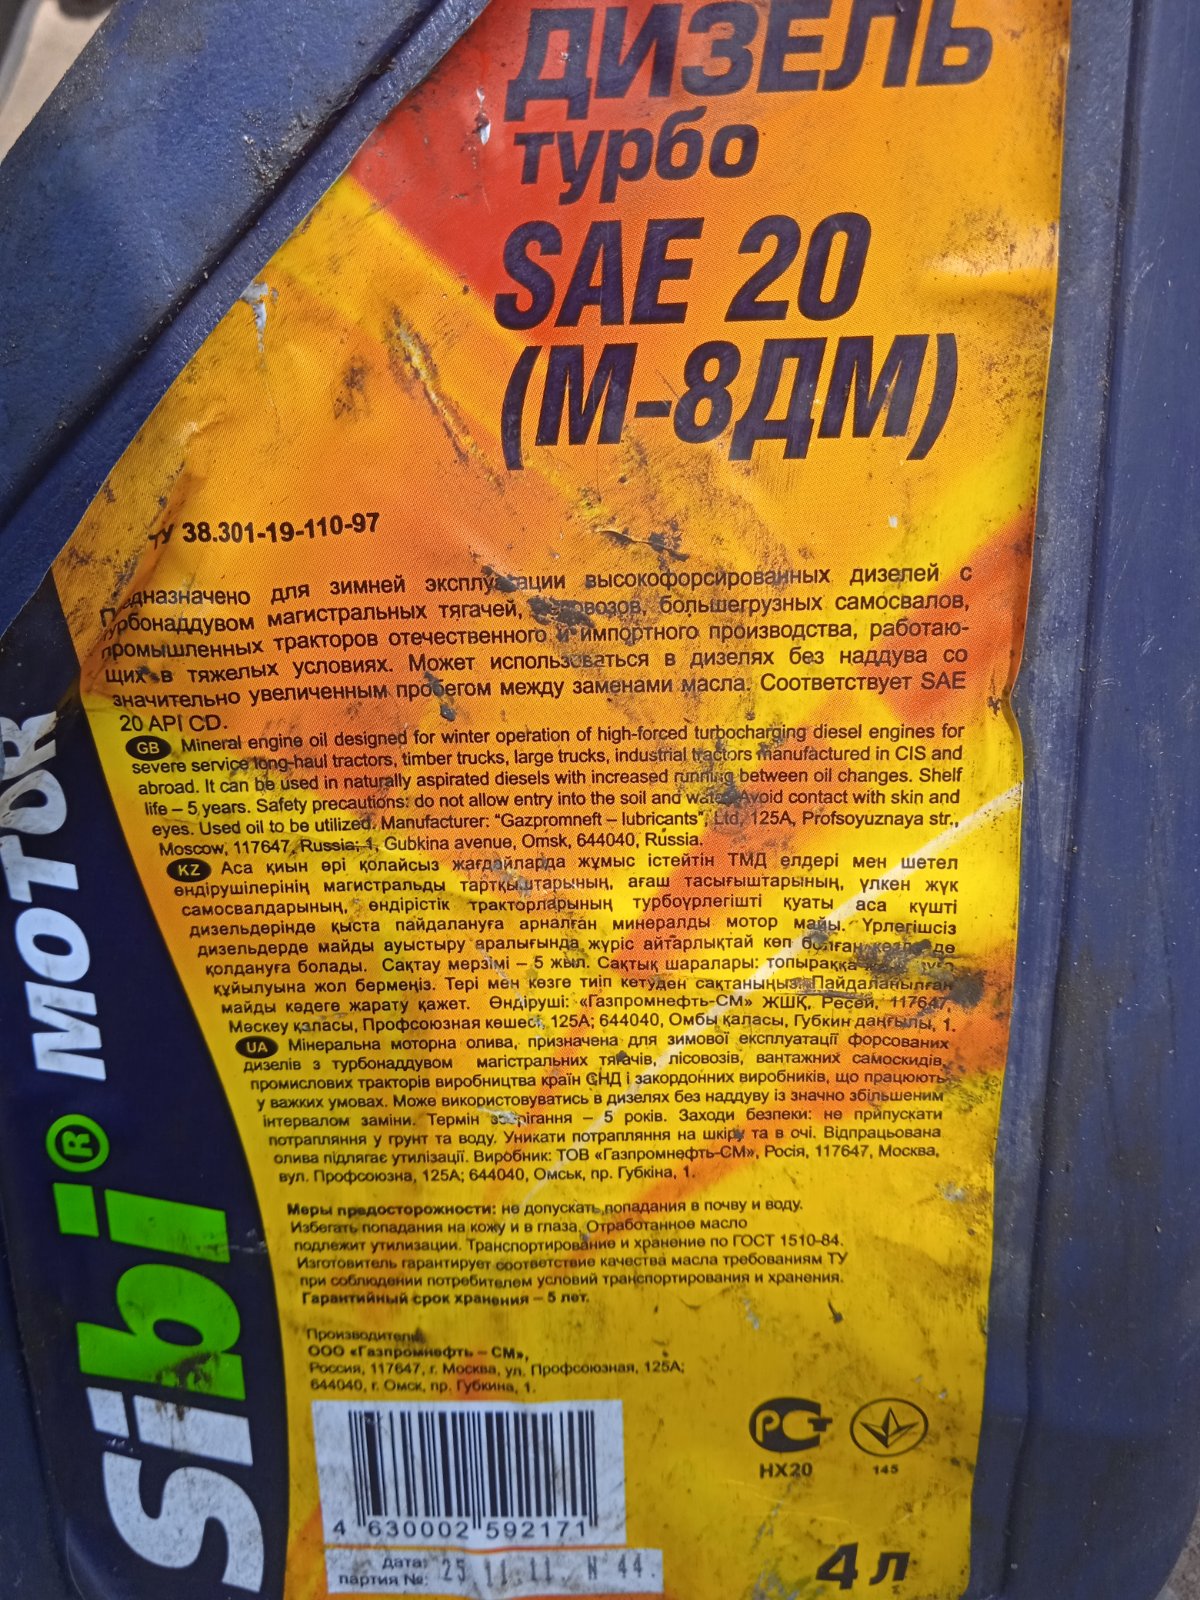 ДИЗЕЛЬ
турбо
SAE 20
(М-8ДМ)
ТУ 38.301-19-110-97
Предназначено для зимней эксплуатации высокофорсированных дизелей с
турбонаддувом магистральных тягачей, большегрузных самосвалов,
промышленных тракторов отечественного и импортного производства, работаю-
щих в тяжелых условиях. Может использоваться в дизелях без наддува со
значительно увеличенным пробегом между заменами масла. Соответствует SAE
20 API CD.
GB Mineral engine oil designed for winter operation of high-forced turbocharging diesel engines for
severe service long-haul tractors, timber trucks, large trucks, industrial tractors manufactured in CIS and
abroad. It can be used in naturally aspirated diesels with increased running between oil changes. Shelf
life – 5 years. Safety precautions: do not allow entry into the soil and water. Avoid contact with skin and
eyes. Used oil to be utilized. Manufacturer: "Gazpromneft – lubricants", Ltd, 125A, Profsoyuznaya str.,
Moscow, 117647, Russia; 1, Gubkina avenue, Omsk, 644040, Russia.
KZ Аса қиын өрі қолайсыз жағдайларда жұмыс істейтін ТМД елдері мен шетел
өндірушілерінің магистральды тартқыштарының, ағаш тасығыштарының, үлкен жүк
самосвалдарының, өндірістік тракторларының турбоүрлегішті қуаты аса күшті
дизельдерінде қыста пайдалануға арналған минералды мотор майы. Үрлегішсіз
дизельдерде майды ауыстыру аралығында жүріс айтарлықтай көп болған
қолдануға болады. Сақтау мерзімі – 5 жыл. Сақтық шаралары: топыраққа
құйылуына жол бермеңіз. Тері мен көзге тиіп кетуден сақтаныңыз. Пайдаланылған
майды кәдеге жарату қажет. Өндіруші: «Газпромнефть-СМ» ЖШҚ, Ресей, 117647,
Мәскеу қаласы, Профсоюзная көшесі, 125А; 644040, Омбы қаласы, Губкин даңғылы, 1.
UA Мінеральна моторна олива, призначена для зимової експлуатації форсованих
дизелів з турбонаддувом магістральних тягачів, лісовозів, вантажних самоскидів,
промислових тракторів виробництва країн СНД і закордонних виробників, що працюють
у важких умовах. Може використовуватись в дизелях без наддуву із значно збільшеним
інтервалом заміни. Термін зберігання – 5 років. Заходи безпеки: не припускати
потрапляння у грунт та воду. Уникати потрапляння на шкіру та в очі. Відпрацьована
олива підлягає утилізації. Виробник: ТОВ «Газпромнефть-СМ», Росія, 117647, Москва,
вул. Профсоюзна, 125А; 644040, Омськ, пр. Губкіна, 1.
Меры предосторожности: не допускать попадания в почву и воду.
Избегать попадания на кожу и в глаза. Отработанное масло
подлежит утилизации. Транспортирование и хранение по ГОСТ 1510-84.
Изготовитель гарантирует соответствие качества масла требованиям ТУ
при соблюдении потребителем условий транспортирования и хранения.
Гарантийный срок хранения – 5 лет.
Производитель:
ООО «Газпромнефть – СМ»,
Россия, 117647, г. Москва, ул. Профсоюзная, 125А;
644040, г. Омск, пр. Губкина, 1.
4 630002 592171
дата:
партия №: 25 11 11 N 44
РСТ
НХ20
145
4 л
Sibi® МОТОR